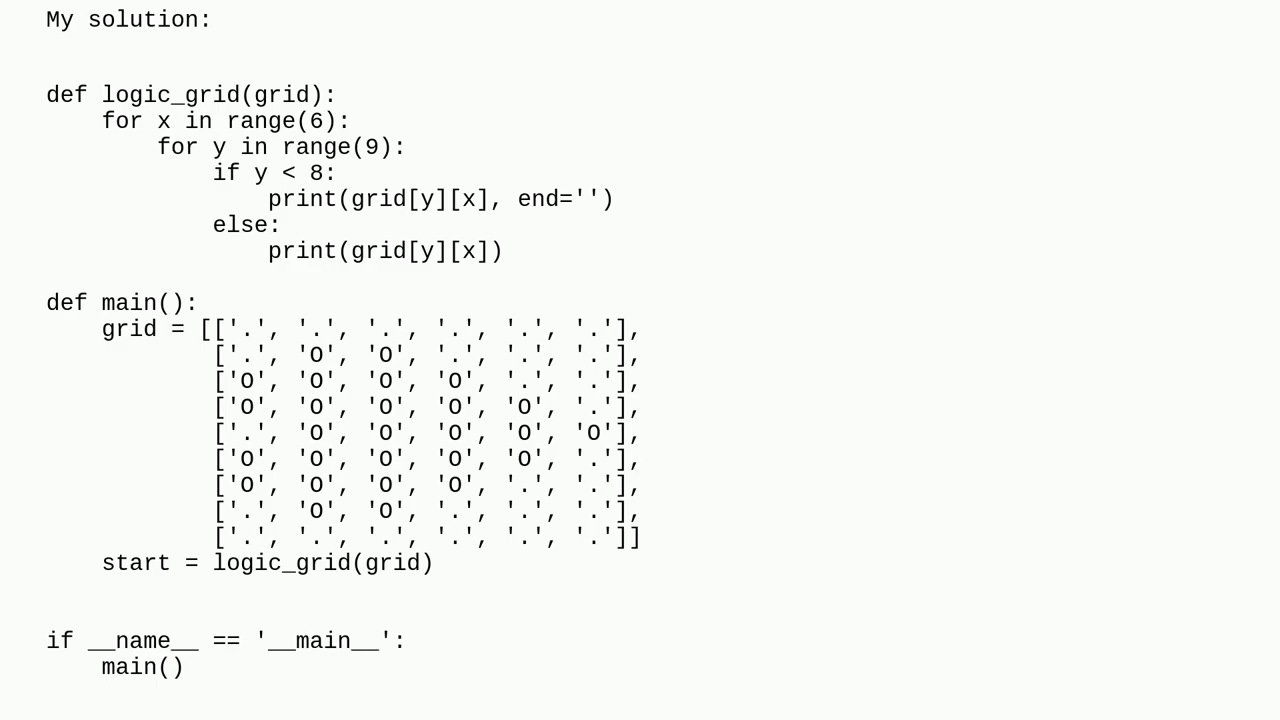 My solution:
def logic_grid(grid):
    for x in range(6):
        for y in range(9):
            if y < 8:
                print(grid[y][x], end='')
            else:
                print(grid[y][x])
def main():
    grid = [['.', '.', '.', '.', '.', '.'],
            ['.', 'O', 'O', '.', '.', '.'],
            ['O', 'O', 'O', 'O', '.', '.'],
            ['O', 'O', 'O', 'O', 'O', '.'],
            ['.', 'O', 'O', 'O', 'O', 'O'],
            ['O', 'O', 'O', 'O', 'O', '.'],
            ['O', 'O', 'O', 'O', '.', '.'],
            ['.', 'O', 'O', '.', '.', '.'],
            ['.', '.', '.', '.', '.', '.']]
    start = logic_grid(grid)
if __name__ == '__main__':
    main()